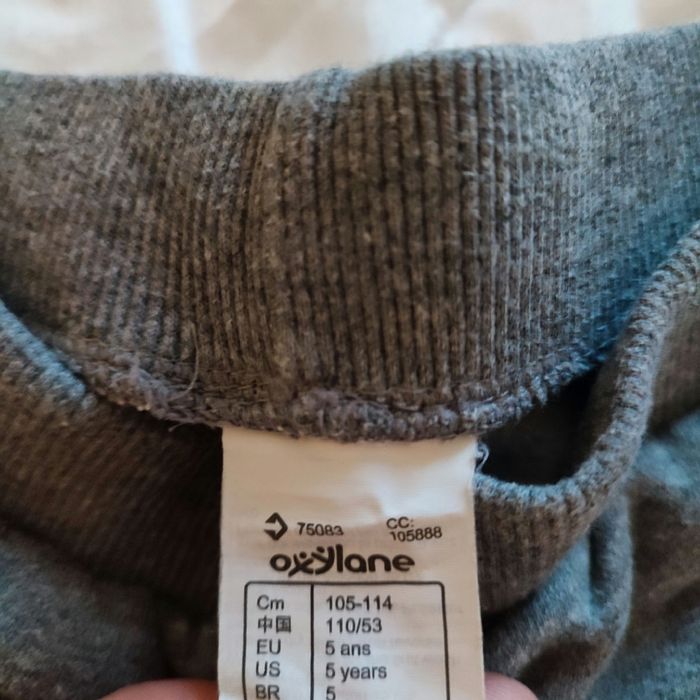 75083 CC:
105888
oxylane
Cm 105-114
中国 110/53
EU 5 ans
US 5 years
BR 5